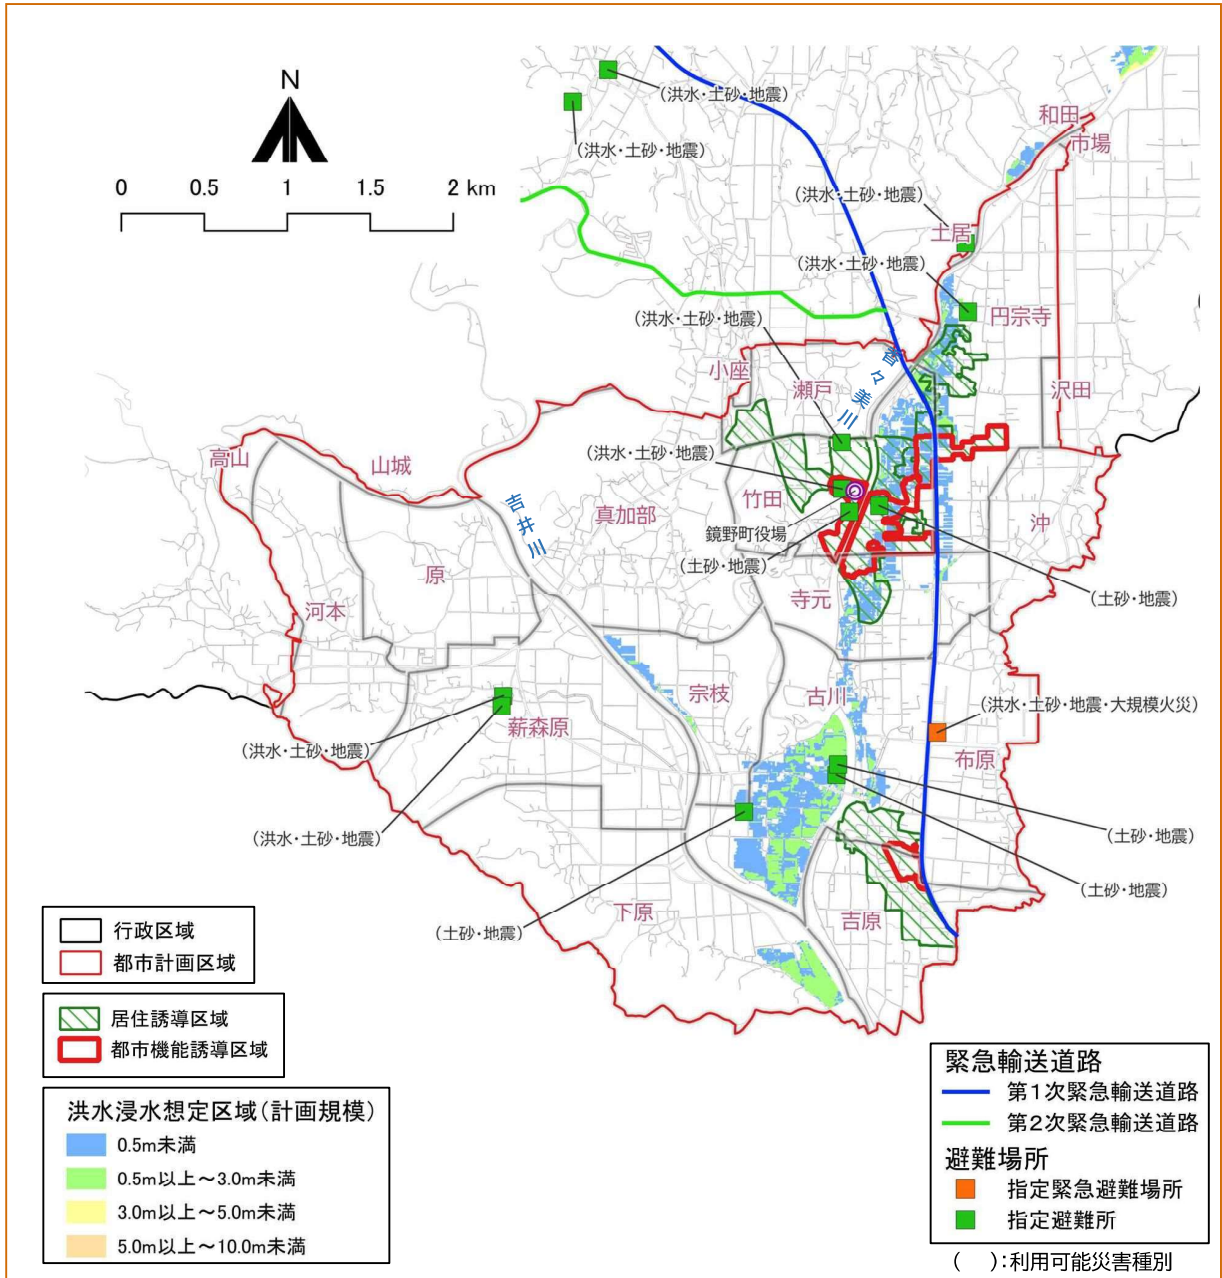 N
0 0.5 1 1.5 2 km
(洪水・土砂・地震)
(洪水・土砂・地震)
和田
市場
(洪水・土砂・地震)
土居
(洪水・土砂・地震)
円宗寺
(洪水・土砂・地震)
香々美川
小座
瀬戸
沢田
高山
山城
(洪水・土砂・地震)
竹田
吉井川
真加部
鏡野町役場
沖
(土砂・地震)
原
河本
寺元
(土砂・地震)
宗枝
古川
(洪水・土砂・地震・大規模火災)
薪森原
(洪水・土砂・地震)
布原
(洪水・土砂・地震)
(土砂・地震)
(土砂・地震)
下原
吉原
(土砂・地震)
行政区域
都市計画区域
居住誘導区域
都市機能誘導区域
洪水浸水想定区域(計画規模)
0.5m未満
0.5m以上～3.0m未満
3.0m以上～5.0m未満
5.0m以上～10.0m未満
緊急輸送道路
第1次緊急輸送道路
第2次緊急輸送道路
避難場所
指定緊急避難場所
指定避難所
( ):利用可能災害種別